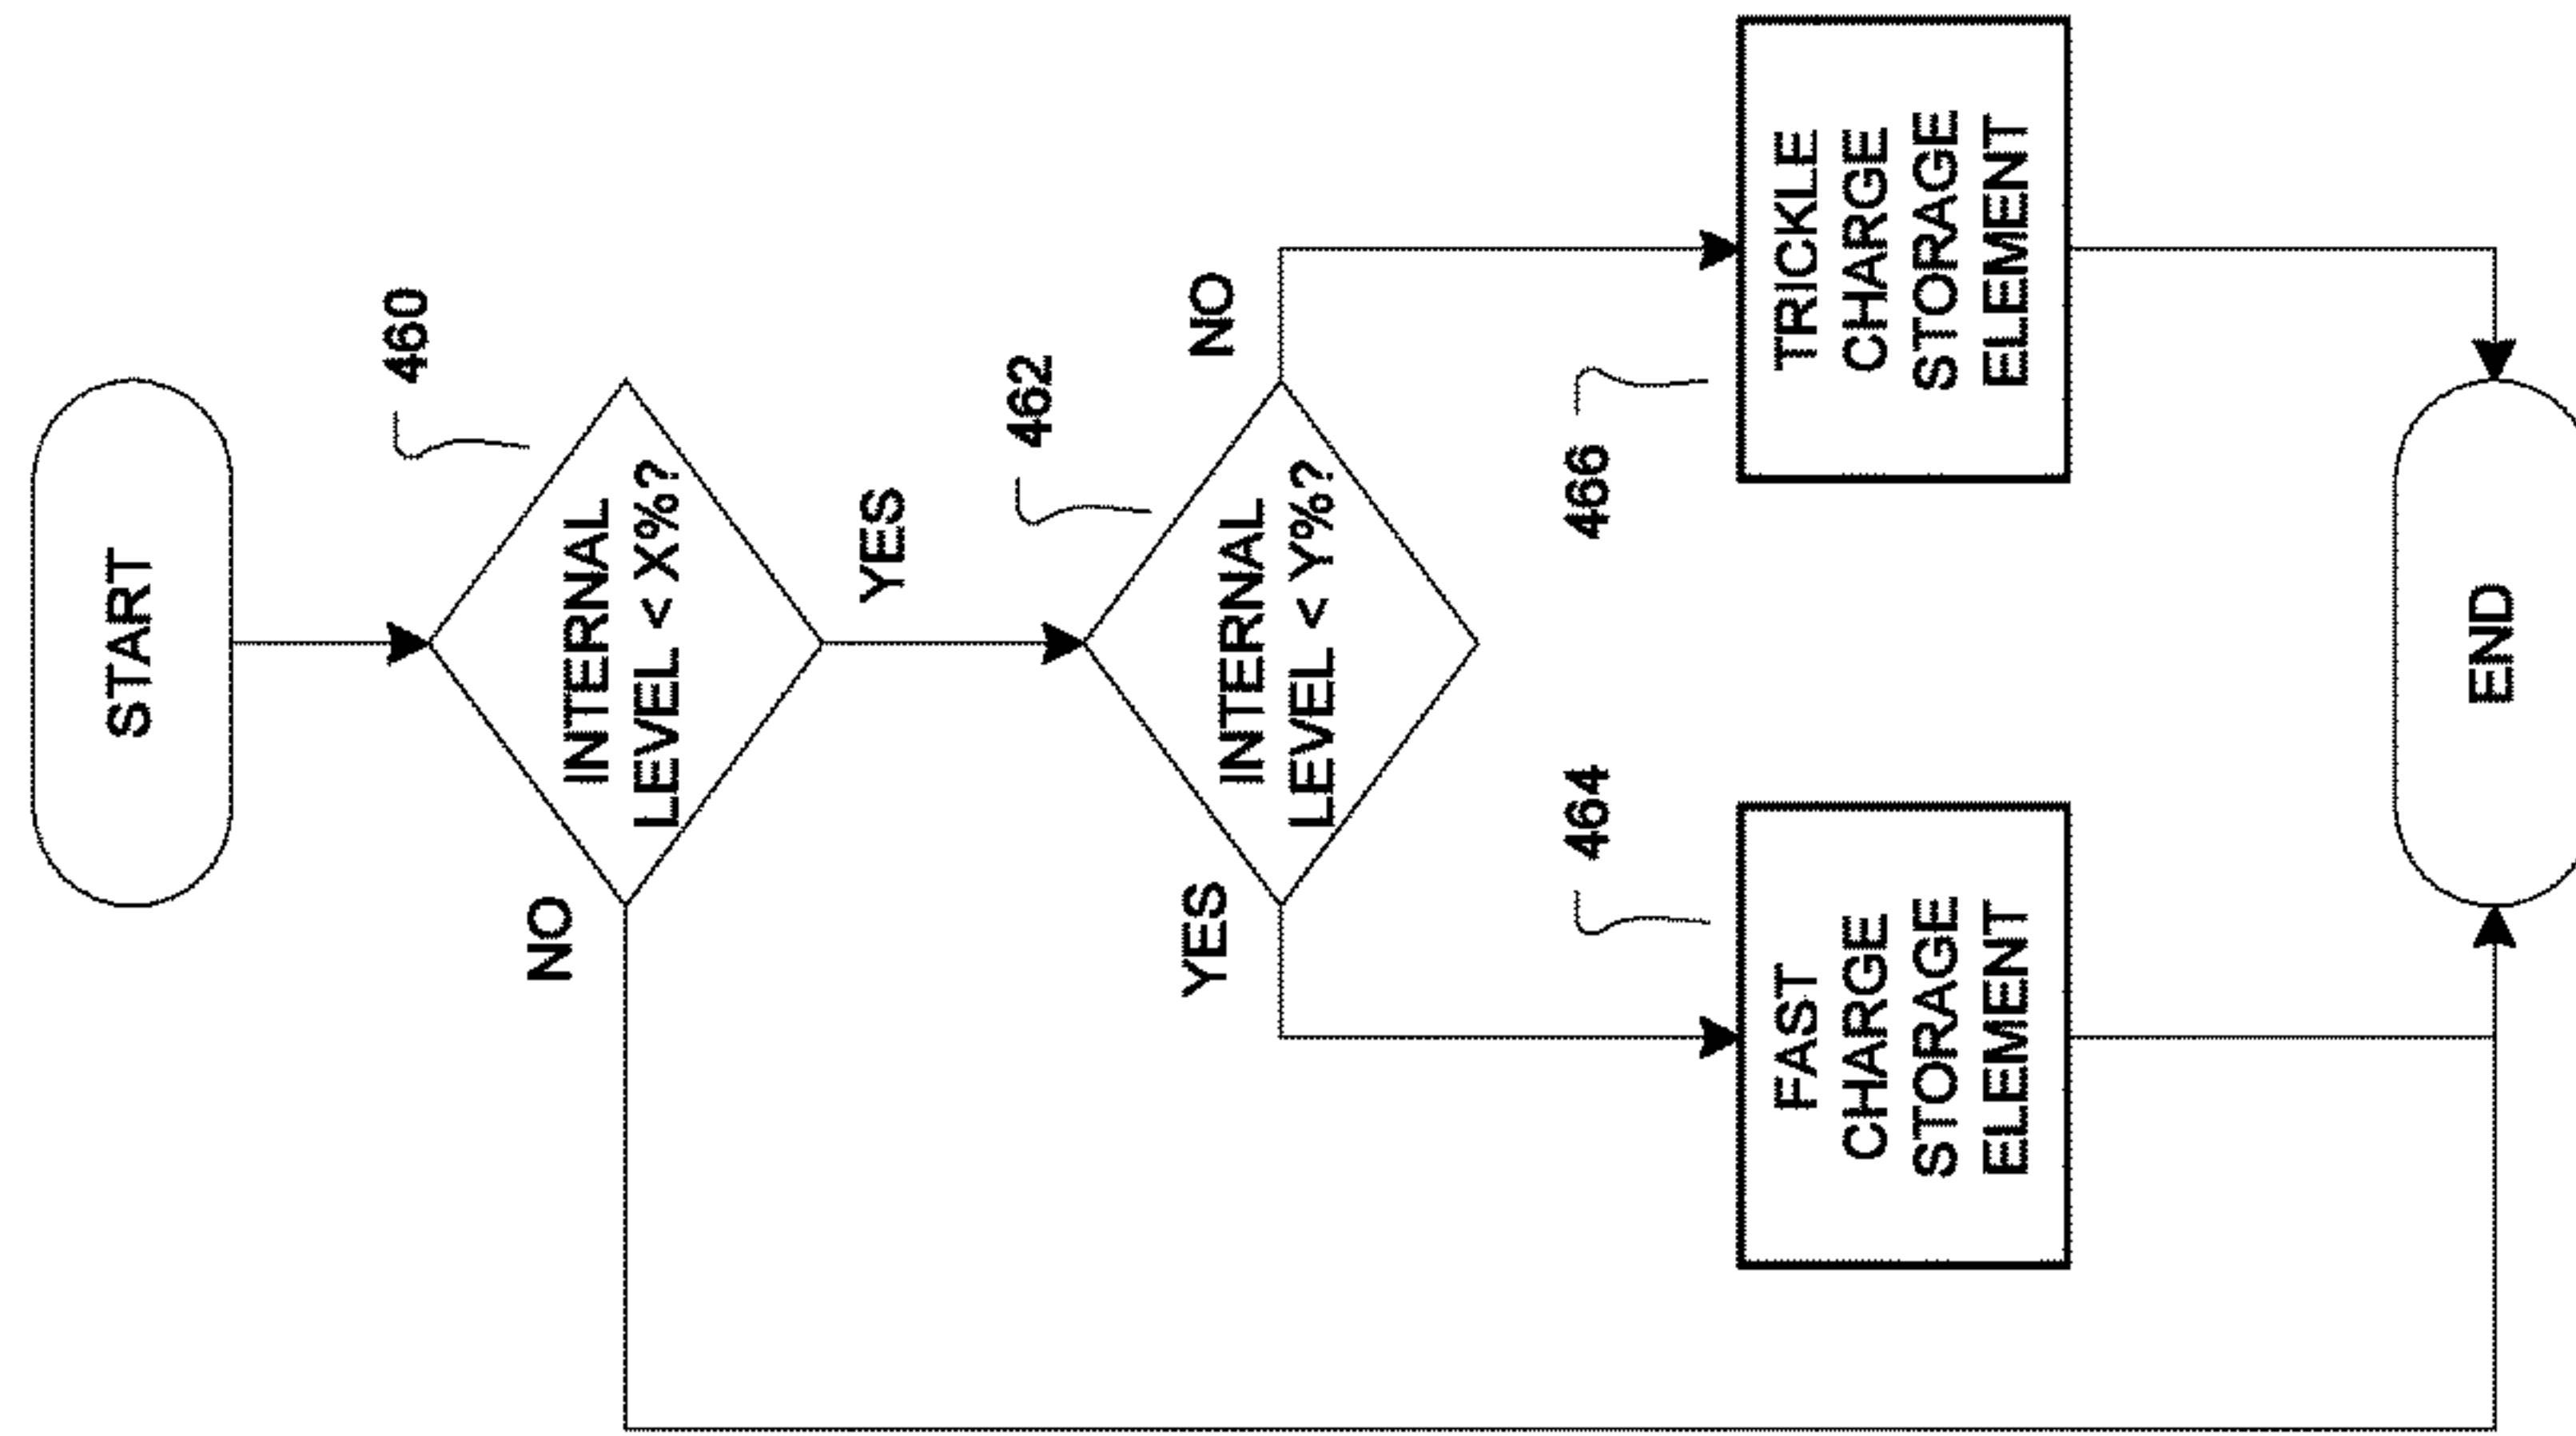 START
460
INTERNAL
LEVEL < X%?
NO
YES
462
INTERNAL
LEVEL < Y%?
YES
NO
464
FAST
CHARGE
STORAGE
ELEMENT
466
TRICKLE
CHARGE
STORAGE
ELEMENT
END